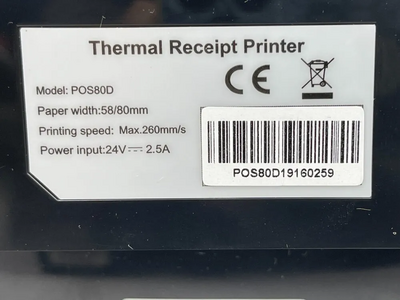 Thermal Receipt Printer
CE
Model: POS80D
Paper width:58/80mm
Printing speed: Max.260mm/s
Power input:24V⎓ 2.5A
POS80D19160259